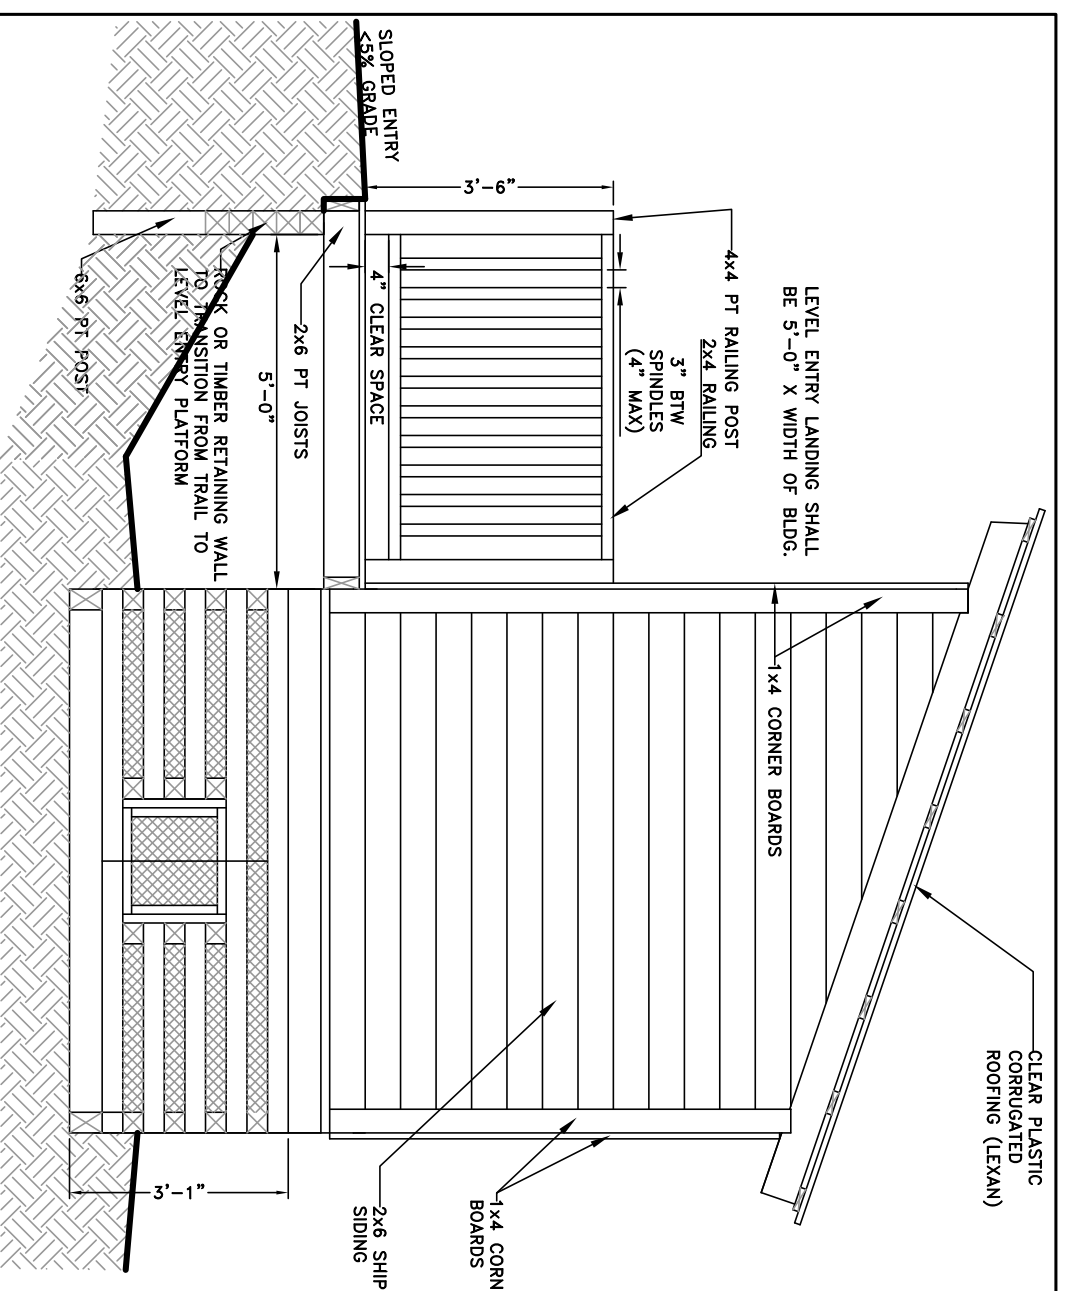 SLOPED ENTRY
<5% GRADE
3'-6"
4x4 PT RAILING POST
2x4 RAILING
3" BTW
SPINDLES
(4" MAX)
LEVEL ENTRY LANDING SHALL
BE 5'-0" X WIDTH OF BLDG.
4" CLEAR SPACE
2x6 PT JOISTS
5'-0"
ROCK OR TIMBER RETAINING WALL
TO TRANSITION FROM TRAIL TO
LEVEL ENTRY PLATFORM
6x6 PT POST
1x4 CORNER BOARDS
CLEAR PLASTIC
CORRUGATED
ROOFING (LEXAN)
1x4 CORN
BOARDS
2x6 SHIP
SIDING
3'-1"